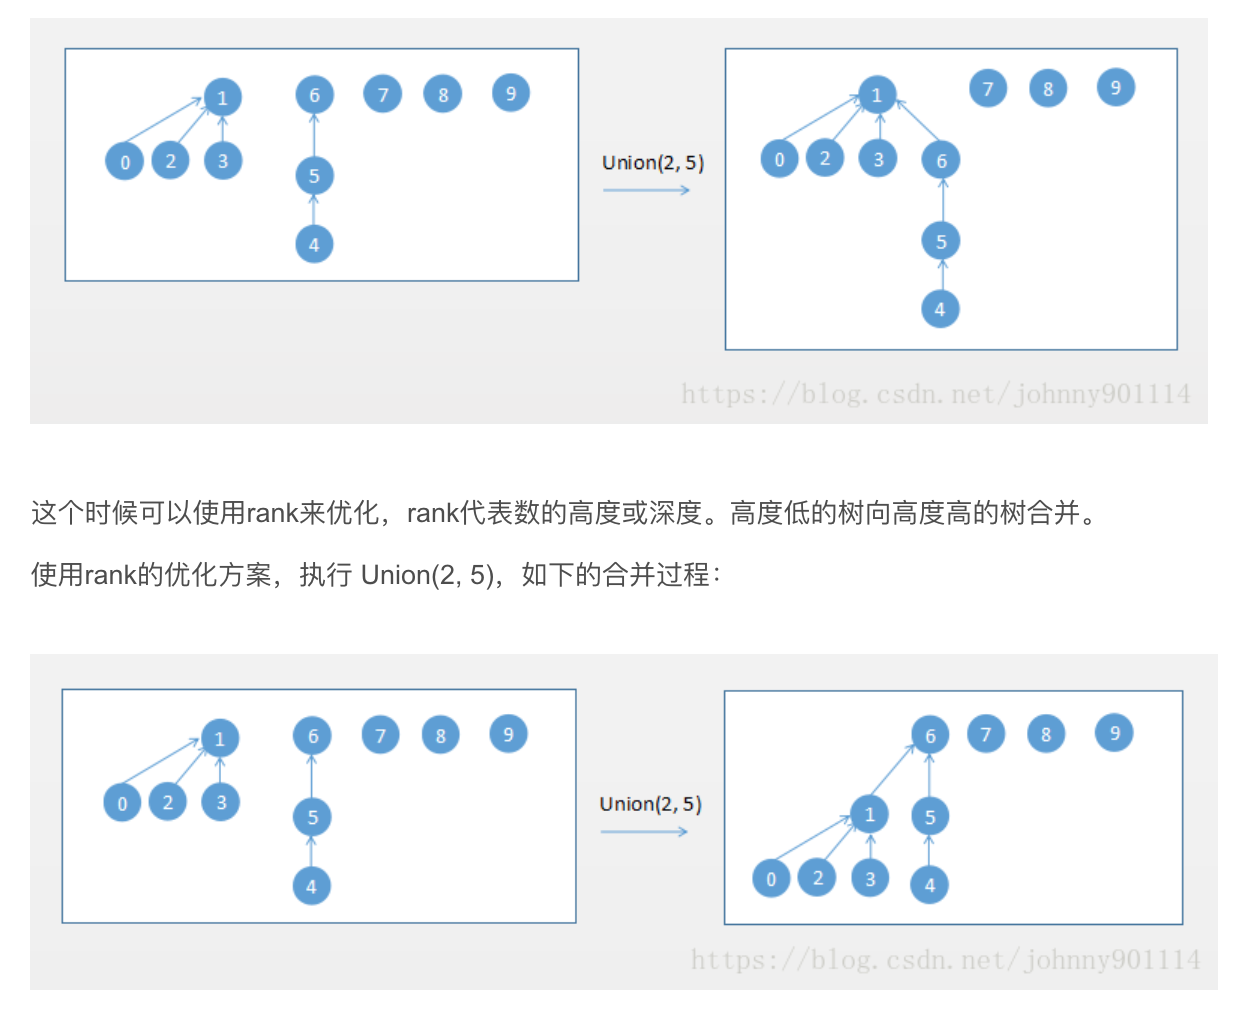 1 6 7 8 9
0 2 3
5
4
Union(2, 5)
1 7 8 9
0 2 3 6
5
4
https://blog.csdn.net/johnny901114
这个时候可以使用rank来优化，rank代表数的高度或深度。高度低的树向高度高的树合并。
使用rank的优化方案，执行 Union(2, 5)，如下的合并过程：
1 6 7 8 9
0 2 3
5
4
Union(2, 5)
6 7 8 9
1 5
0 2 3 4
https://blog.csdn.net/johnny901114